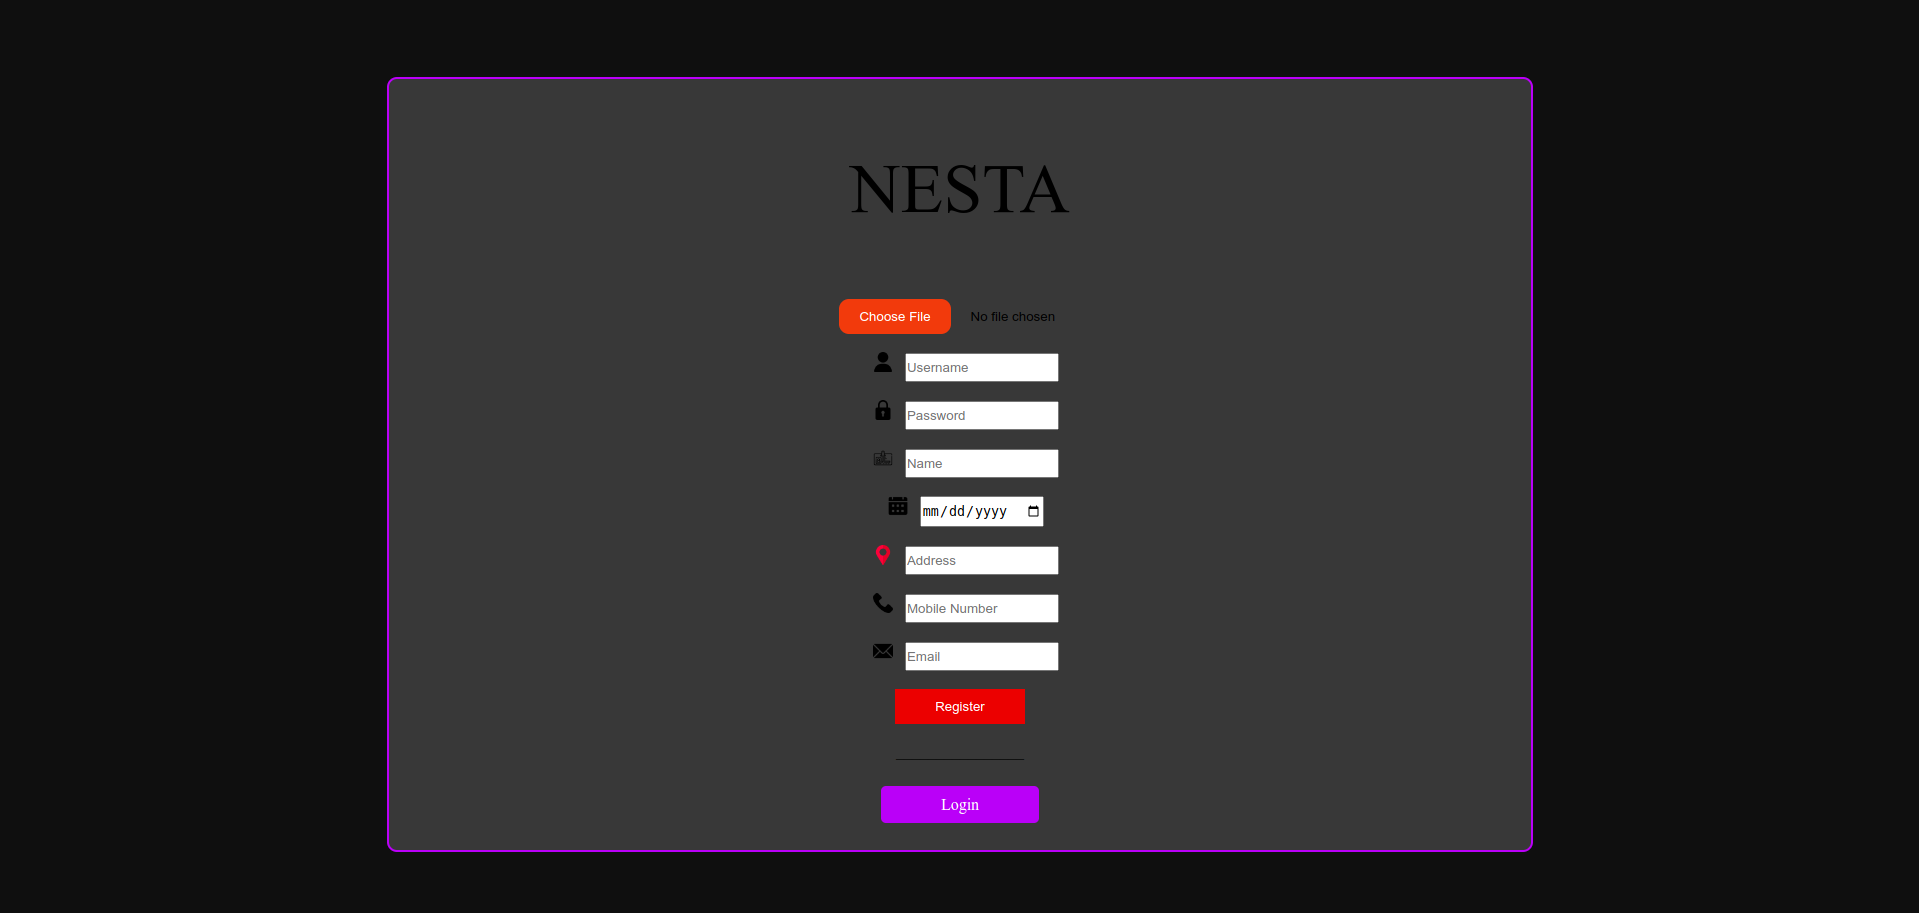 NESTA
Choose File No file chosen
Username
Password
Name
mm/dd/yyyy
Address
Mobile Number
Email
Register
Login